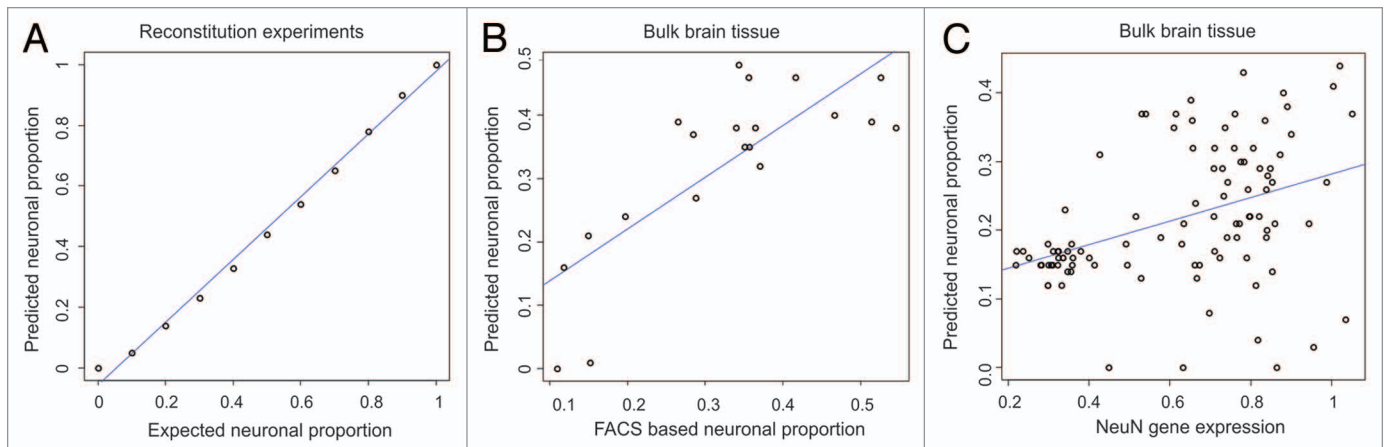 A
Reconstitution experiments
Predicted neuronal proportion
1
0.8
0.6
0.4
0.2
0
0 0.2 0.4 0.6 0.8 1
Expected neuronal proportion
B
Bulk brain tissue
Predicted neuronal proportion
0.5
0.4
0.3
0.2
0.1
0
0.1 0.2 0.3 0.4 0.5
FACS based neuronal proportion
C
Bulk brain tissue
Predicted neuronal proportion
0.4
0.3
0.2
0.1
0.0
0.2 0.4 0.6 0.8 1
NeuN gene expression